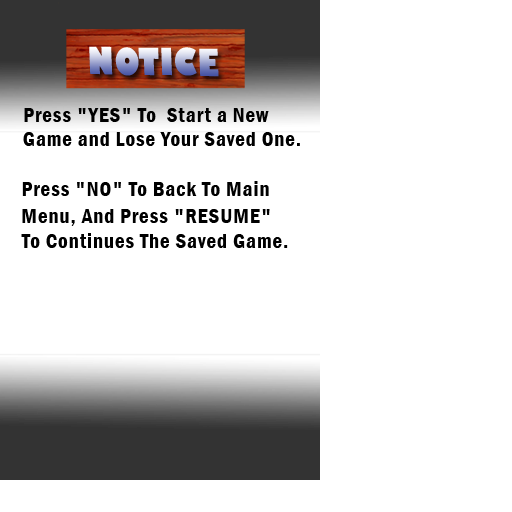 NOTICE
Press "YES" To  Start a New
Game and Lose Your Saved One.
Press "NO" To Back To Main
Menu, And Press "RESUME"
To Continues The Saved Game.